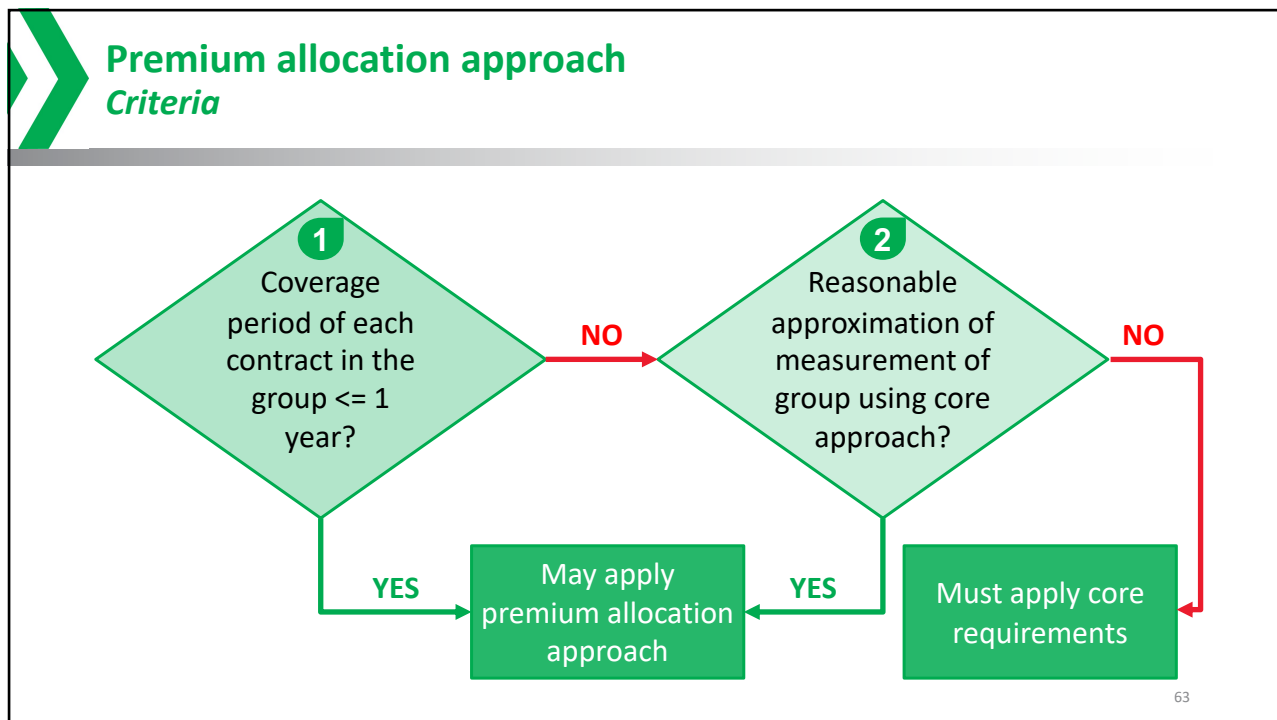 Premium allocation approach
Criteria
1
Coverage
period of each
contract in the
group <= 1
year?
NO
2
Reasonable
approximation of
measurement of
group using core
approach?
NO
YES
May apply
premium allocation
approach
YES
Must apply core
requirements
63